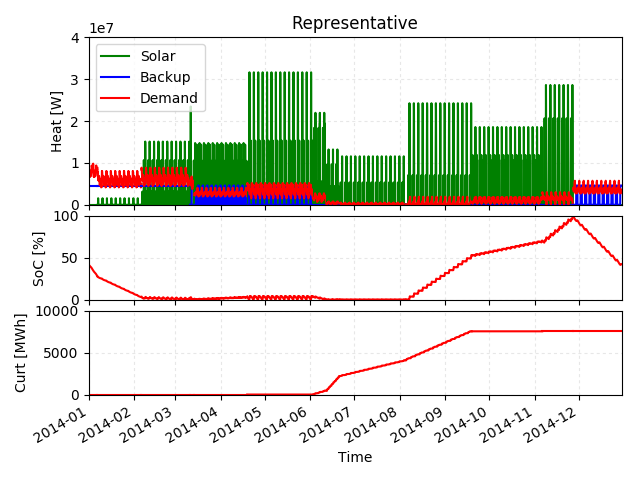 Representative
1e7
4
3
2
1
0
Heat [W]
Solar
Backup
Demand
100
50
0
SoC [%]
10000
5000
0
Curt [MWh]
2014-01
2014-02
2014-03
2014-04
2014-05
2014-06
2014-07
2014-08
2014-09
2014-10
2014-11
2014-12
Time